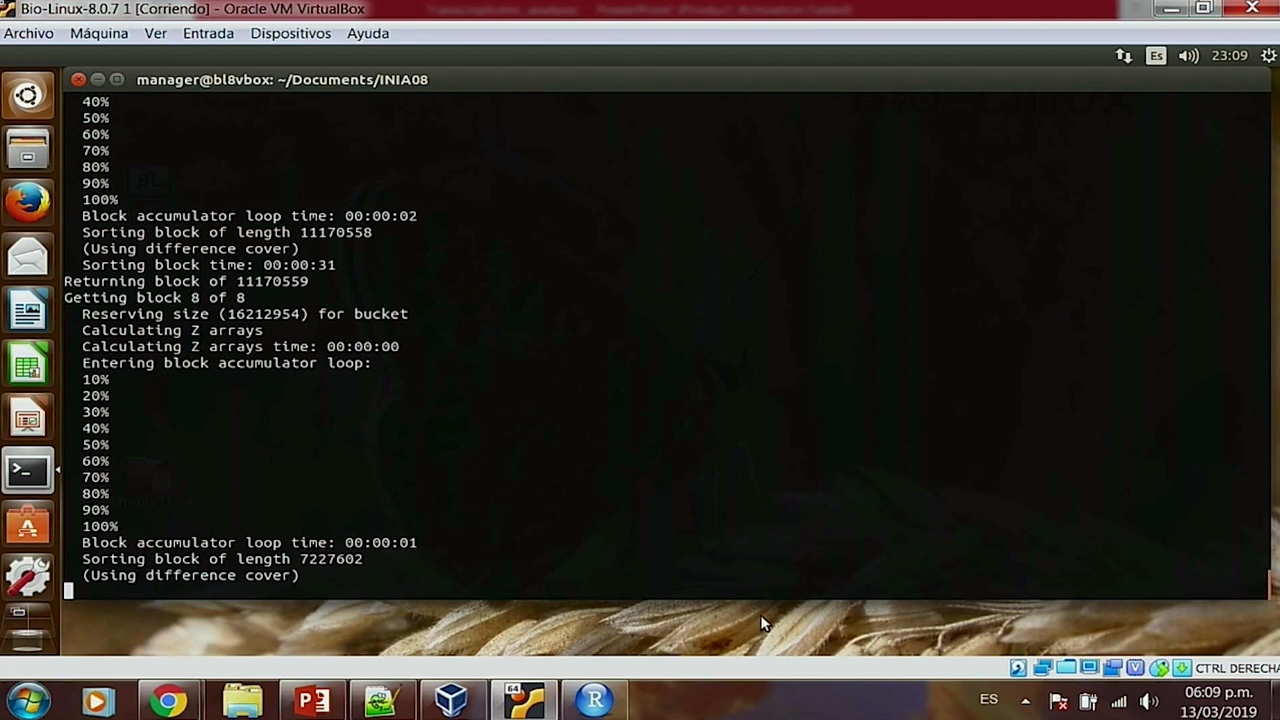 Bio-Linux-8.0.7 1 [Corriendo] - Oracle VM VirtualBox
Archivo Máquina Ver Entrada Dispositivos Ayuda
Es 23:09
manager@bl8vbox: ~/Documents/INIA08
40%
50%
60%
70%
80%
90%
100%
Block accumulator loop time: 00:00:02
Sorting block of length 11170558
(Using difference cover)
Sorting block time: 00:00:31
Returning block of 11170559
Getting block 8 of 8
Reserving size (16212954) for bucket
Calculating Z arrays
Calculating Z arrays time: 00:00:00
Entering block accumulator loop:
10%
20%
30%
40%
50%
60%
70%
80%
90%
100%
Block accumulator loop time: 00:00:01
Sorting block of length 7227602
(Using difference cover)
CTRL DERECHA
64
ES
06:09 p.m.
13/03/2019